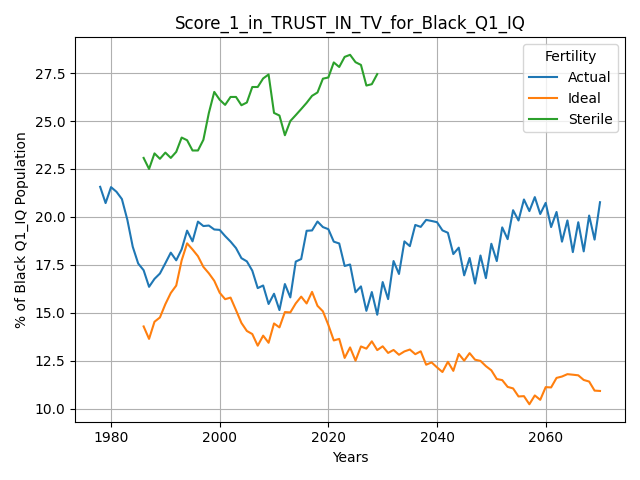 Score_1_in_TRUST_IN_TV_for_Black_Q1_IQ
Fertility
Actual
Ideal
Sterile
% of Black Q1_IQ Population
27.5
25.0
22.5
20.0
17.5
15.0
12.5
10.0
1980 2000 2020 2040 2060
Years